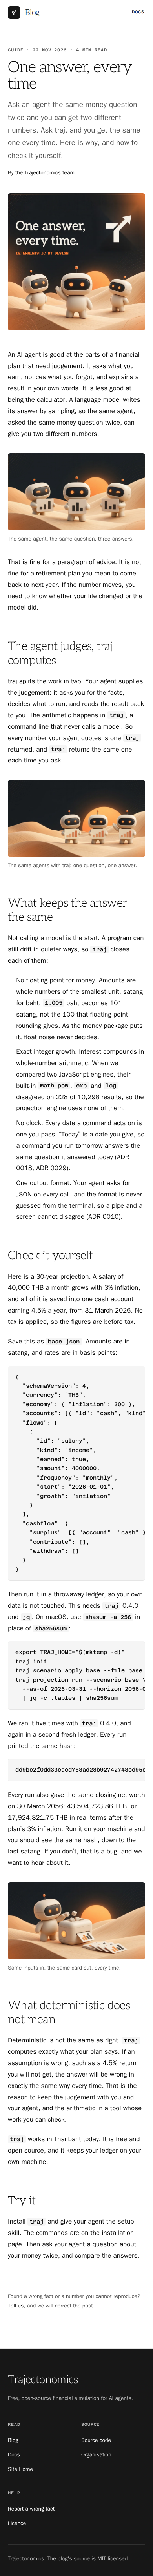 Blog
DOCS
GUIDE · 22 NOV 2026 · 4 MIN READ
One answer, every
time
Ask an agent the same money question
twice and you can get two different
numbers. Ask traj, and you get the same
one every time. Here is why, and how to
check it yourself.
By the Trajectonomics team
One answer,
every time.
DETERMINISTIC BY DESIGN
An AI agent is good at the parts of a financial
plan that need judgement. It asks what you
earn, notices what you forgot, and explains a
result in your own words. It is less good at
being the calculator. A language model writes
its answer by sampling, so the same agent,
asked the same money question twice, can
give you two different numbers.
The same agent, the same question, three answers.
That is fine for a paragraph of advice. It is not
fine for a retirement plan you mean to come
back to next year. If the number moves, you
need to know whether your life changed or the
model did.
The agent judges, traj
computes
traj splits the work in two. Your agent supplies
the judgement: it asks you for the facts,
decides what to run, and reads the result back
to you. The arithmetic happens in traj, a
command line that never calls a model. So
every number your agent quotes is one traj
returned, and traj returns the same one
each time you ask.
The same agents with traj: one question, one answer.
What keeps the answer
the same
Not calling a model is the start. A program can
still drift in quieter ways, so traj closes
each of them:
No floating point for money. Amounts are
whole numbers of the smallest unit, satang
for baht. 1.005 baht becomes 101
satang, not the 100 that floating-point
rounding gives. As the money package puts
it, float noise never decides.
Exact integer growth. Interest compounds in
whole-number arithmetic. When we
compared two JavaScript engines, their
built-in Math.pow, exp and log
disagreed on 228 of 10,296 results, so the
projection engine uses none of them.
No clock. Every date a command acts on is
one you pass. "Today" is a date you give, so
a command you run tomorrow answers the
same question it answered today (ADR
0018, ADR 0029).
One output format. Your agent asks for
JSON on every call, and the format is never
guessed from the terminal, so a pipe and a
screen cannot disagree (ADR 0010).
Check it yourself
Here is a 30-year projection. A salary of
40,000 THB a month grows with 3% inflation,
and all of it is saved into one cash account
earning 4.5% a year, from 31 March 2026. No
tax is applied, so the figures are before tax.
Save this as base.json. Amounts are in
satang, and rates are in basis points:
{
"schemaVersion": 4,
"currency": "THB",
"economy": { "inflation": 300 },
"accounts": [{ "id": "cash", "kind"
"flows": [
{
"id": "salary",
"kind": "income",
"earned": true,
"amount": 4000000,
"frequency": "monthly",
"start": "2026-01-01",
"growth": "inflation"
}
],
"cashflow": {
"surplus": [{ "account": "cash" }
"contribute": [],
"withdraw": []
}
}
Then run it in a throwaway ledger, so your own
data is not touched. This needs traj 0.4.0
and jq. On macOS, use shasum -a 256 in
place of sha256sum:
export TRAJ_HOME="$(mktemp -d)"
traj init
traj scenario apply base --file base.
traj projection run --scenario base
--as-of 2026-03-31 --horizon 2056-0
| jq -c .tables | sha256sum
We ran it five times with traj 0.4.0, and
again in a second fresh ledger. Every run
printed the same hash:
Every run also gave the same closing net worth
on 30 March 2056: 43,504,723.86 THB, or
17,924,821.75 THB in real terms after the
plan's 3% inflation. Run it on your machine and
you should see the same hash, down to the
last satang. If you don't, that is a bug, and we
want to hear about it.
Same inputs in, the same card out, every time.
What deterministic does
not mean
Deterministic is not the same as right. traj
computes exactly what your plan says. If an
assumption is wrong, such as a 4.5% return
you will not get, the answer will be wrong in
exactly the same way every time. That is the
reason to keep the judgement with you and
your agent, and the arithmetic in a tool whose
work you can check.
traj works in Thai baht today. It is free and
open source, and it keeps your ledger on your
own machine.
Try it
Install traj and give your agent the setup
skill. The commands are on the installation
page. Then ask your agent a question about
your money twice, and compare the answers.
Found a wrong fact or a number you cannot reproduce?
Tell us, and we will correct the post.
Trajectonomics
Free, open-source financial simulation for AI agents.
READ
SOURCE
Blog
Source code
Docs
Organisation
Site Home
HELP
Report a wrong fact
Licence
Trajectonomics. The blog's source is MIT licensed.